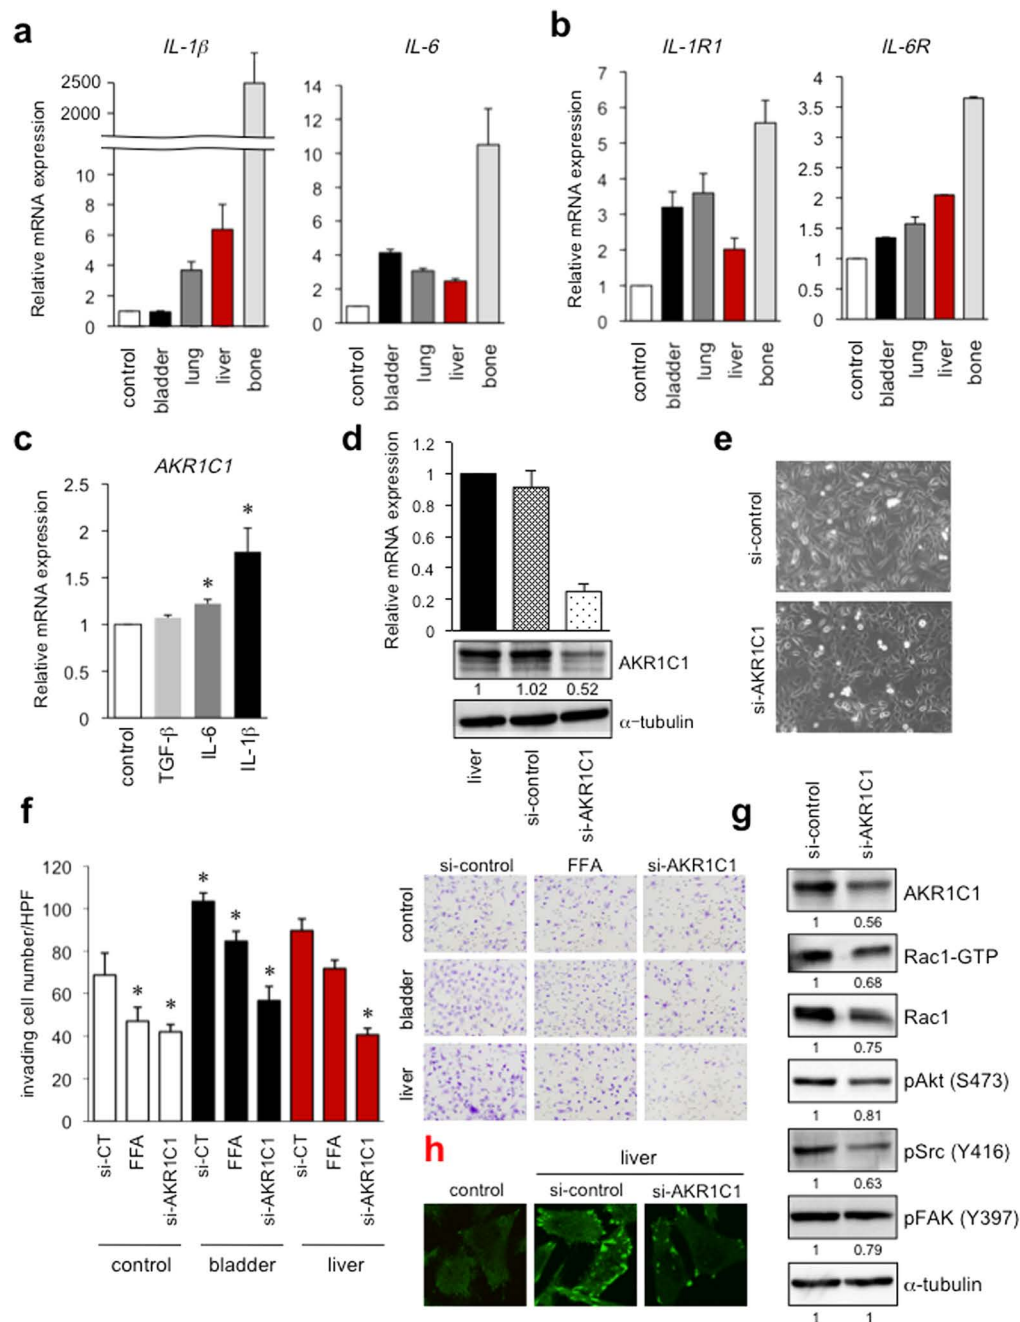 a
IL-1β
IL-6
Relative mRNA expression
2500
2000
10
8
6
4
2
0
control
bladder
lung
liver
bone
14
12
10
8
6
4
2
0
control
bladder
lung
liver
bone
b
IL-1R1
IL-6R
Relative mRNA expression
7
6
5
4
3
2
1
0
control
bladder
lung
liver
bone
4
3.5
3
2.5
2
1.5
1
0.5
0
control
bladder
lung
liver
bone
c
AKR1C1
Relative mRNA expression
2.5
2
1.5
1
0.5
0
*
*
control
TGF-β
IL-6
IL-1β
d
Relative mRNA expression
1.2
1
0.8
0.6
0.4
0.2
0
AKR1C1
1 1.02 0.52
α-tubulin
liver
si-control
si-AKR1C1
e
si-control
si-AKR1C1
f
invading cell number/HPF
120
100
80
60
40
20
0
* * * * * *
si-CT
FFA
si-AKR1C1
si-CT
FFA
si-AKR1C1
si-CT
FFA
si-AKR1C1
control
bladder
liver
si-control FFA si-AKR1C1
control
bladder
liver
g
si-control
si-AKR1C1
AKR1C1
1 0.56
Rac1-GTP
1 0.68
Rac1
1 0.75
pAkt (S473)
1 0.81
pSrc (Y416)
1 0.63
pFAK (Y397)
1 0.79
α-tubulin
1 1
h
liver
control si-control si-AKR1C1